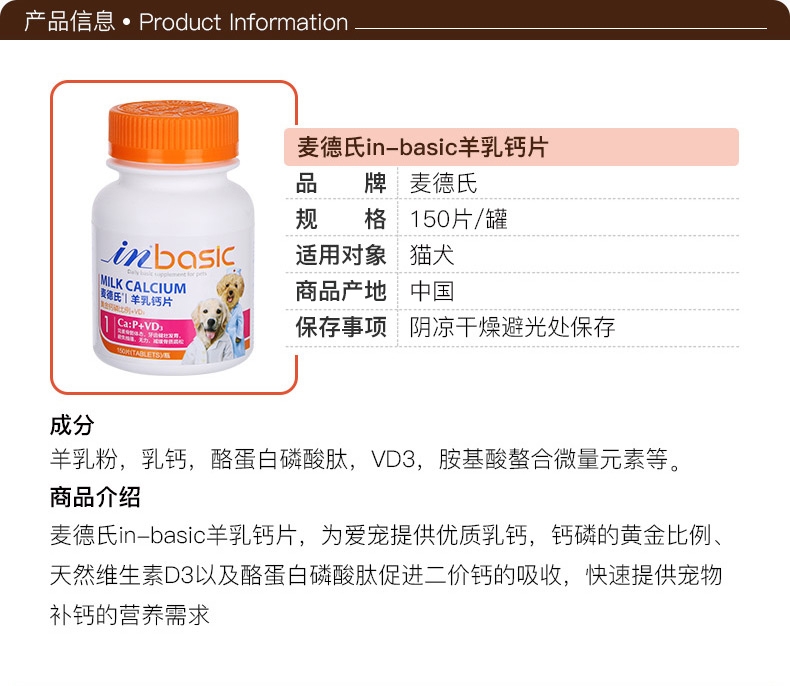 产品信息 • Product Information
麦德氏in-basic羊乳钙片
品 牌 麦德氏
规 格 150片/罐
适用对象 猫犬
商品产地 中国
保存事项 阴凉干燥避光处保存
inbasic
Daily basic supplement for pets
MILK CALCIUM
麦德氏 | 羊乳钙片
黄金钙磷比例+VD3
1 Ca:P+VD3
150片(TABLETS)/瓶
成分
羊乳粉，乳钙，酪蛋白磷酸肽，VD3，胺基酸螯合微量元素等。
商品介绍
麦德氏in-basic羊乳钙片，为爱宠提供优质乳钙，钙磷的黄金比例、
天然维生素D3以及酪蛋白磷酸肽促进二价钙的吸收，快速提供宠物
补钙的营养需求